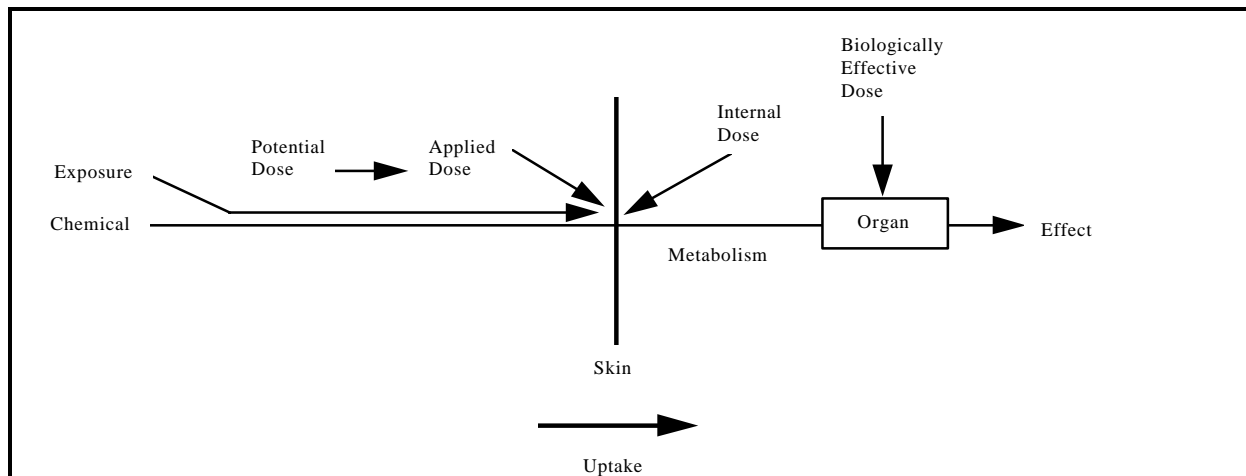 Biologically
Effective
Dose
Internal
Dose
Potential
Dose
Applied
Dose
Exposure
Chemical
Organ
Effect
Metabolism
Skin
Uptake